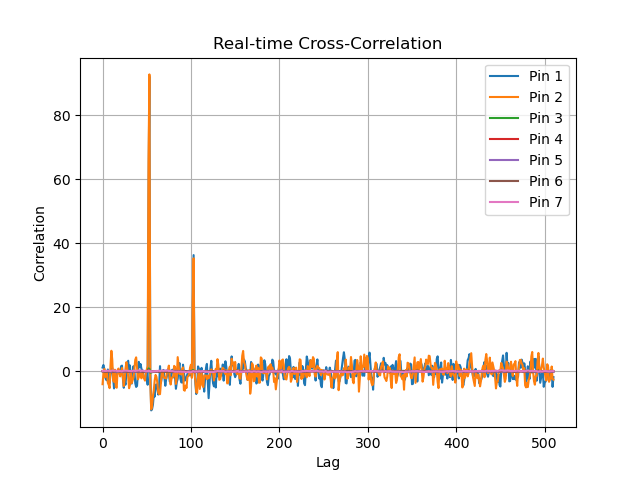 Real-time Cross-Correlation
Correlation
80
60
40
20
0
0 100 200 300 400 500
Lag
Pin 1
Pin 2
Pin 3
Pin 4
Pin 5
Pin 6
Pin 7